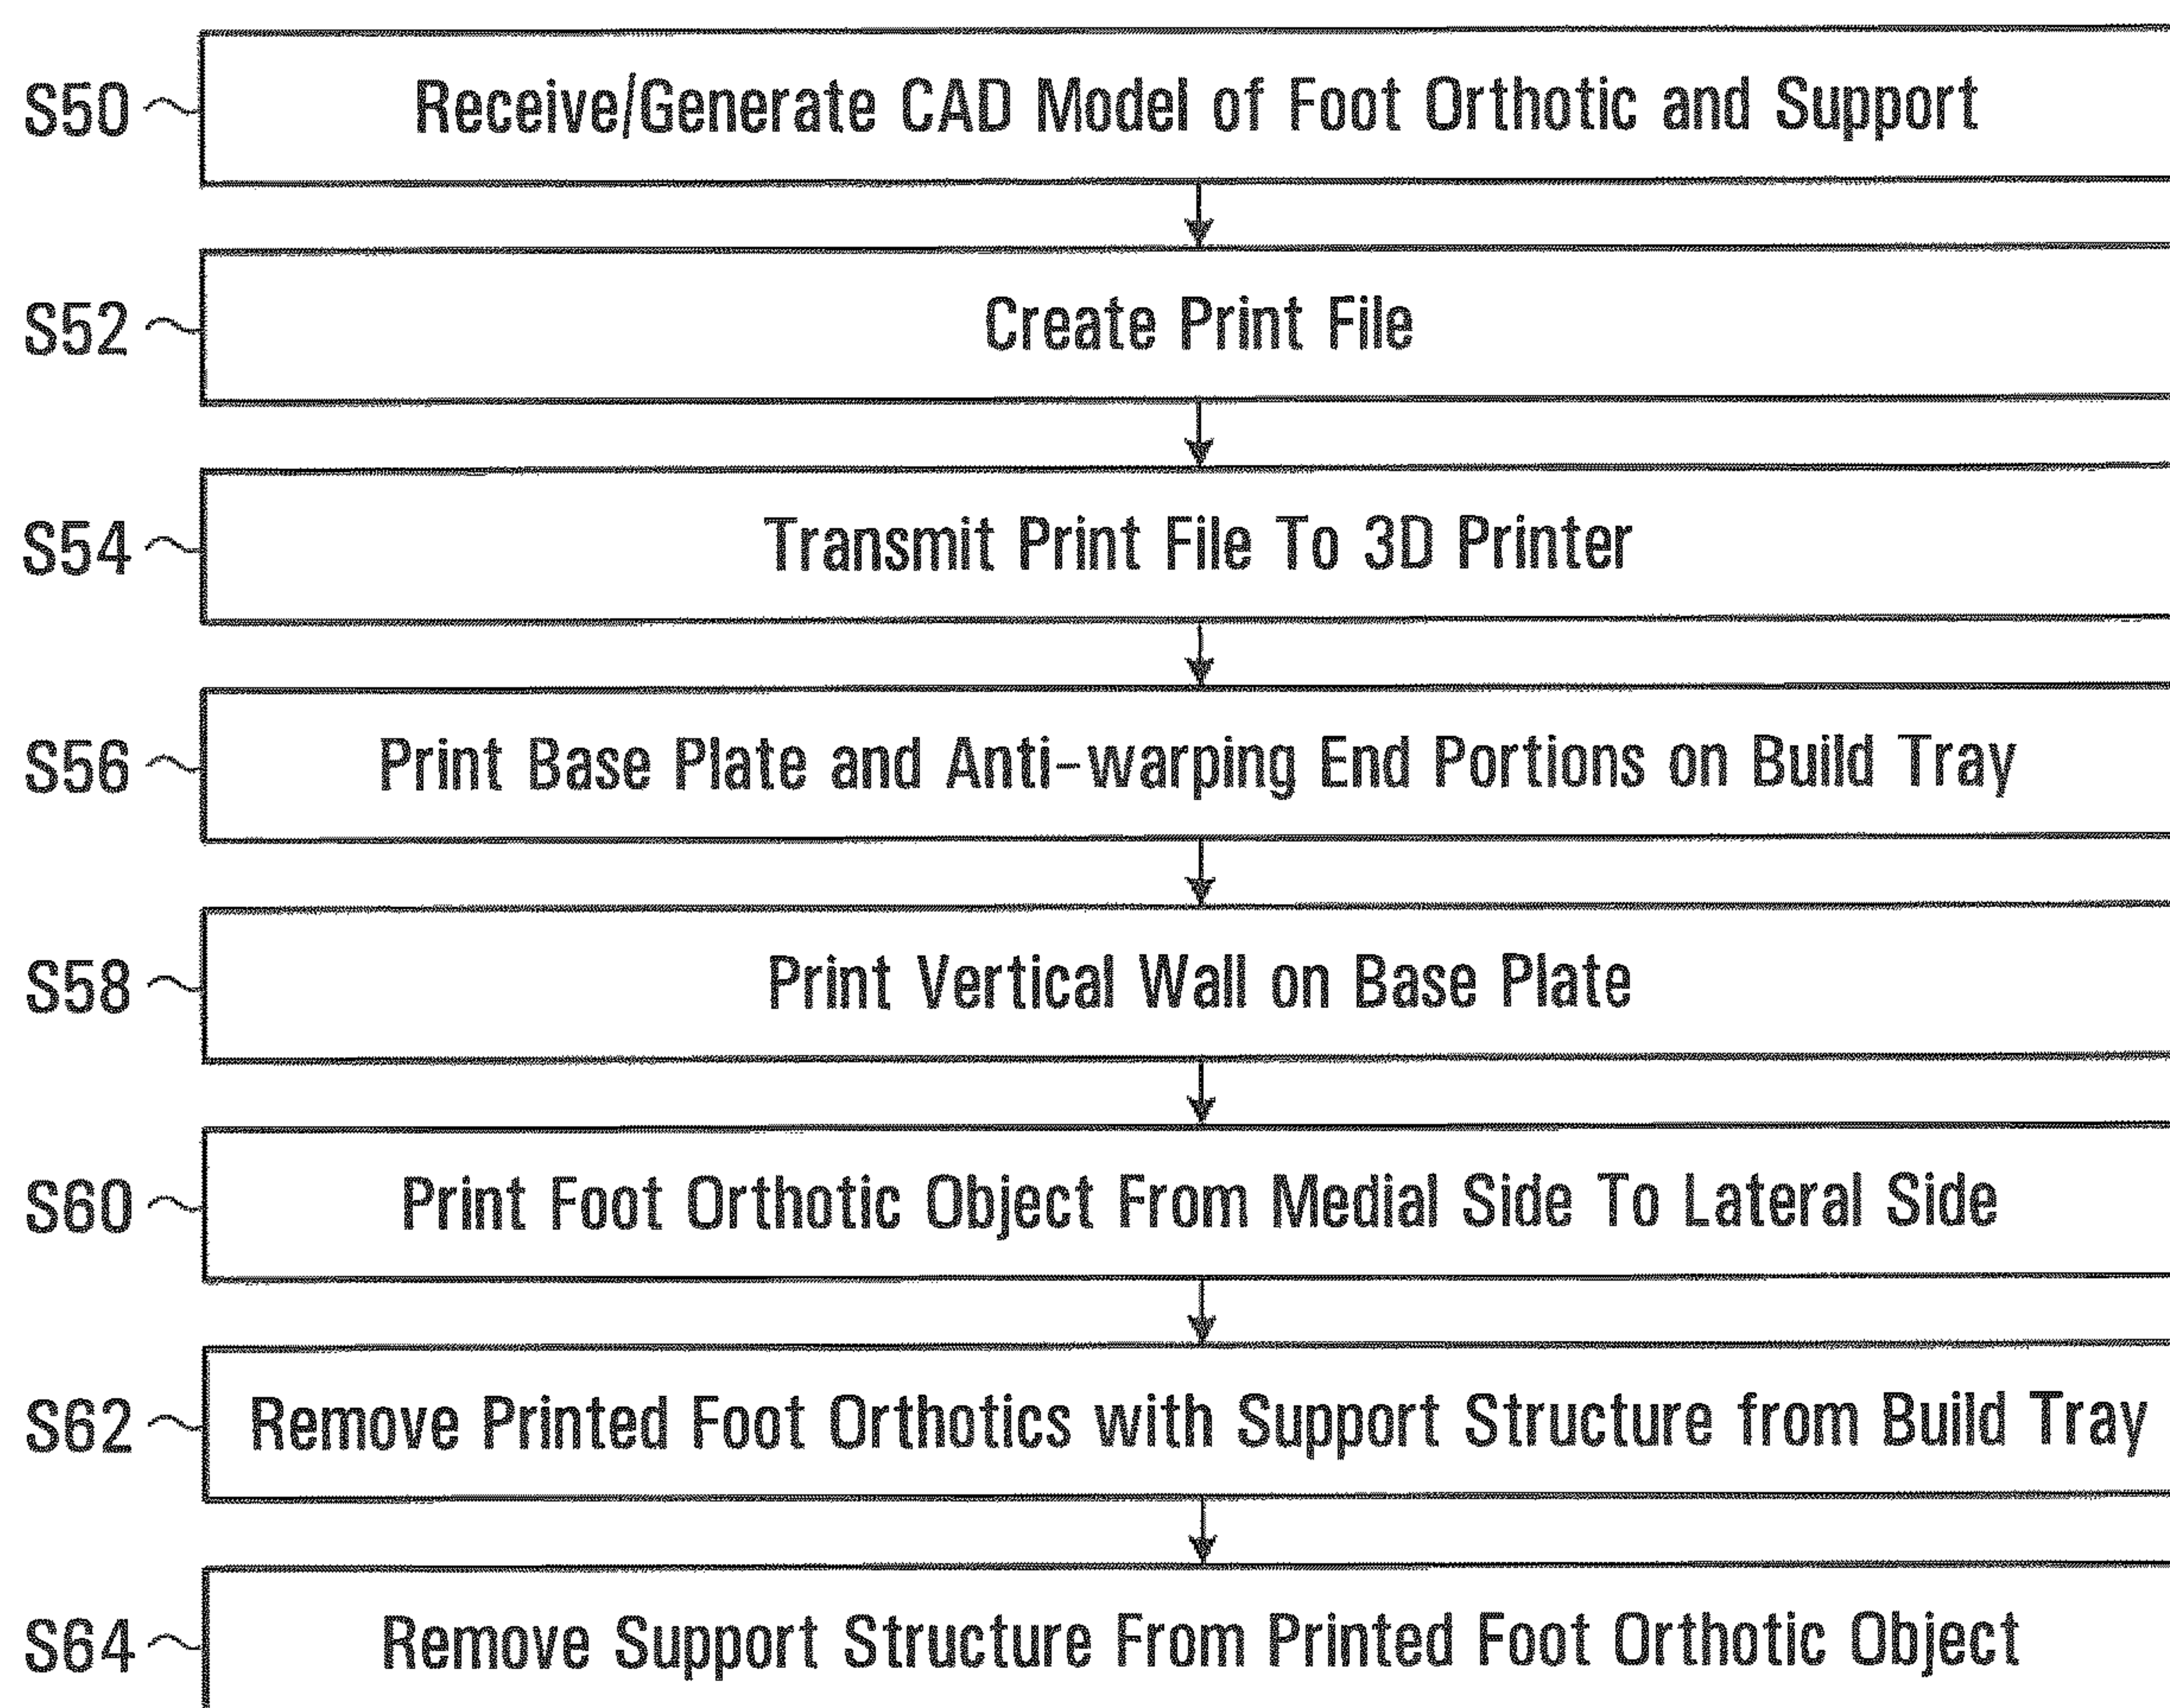 S50 Receive/Generate CAD Model of Foot Orthotic and Support
S52 Create Print File
S54 Transmit Print File To 3D Printer
S56 Print Base Plate and Anti-warping End Portions on Build Tray
S58 Print Vertical Wall on Base Plate
S60 Print Foot Orthotic Object From Medial Side To Lateral Side
S62 Remove Printed Foot Orthotics with Support Structure from Build Tray
S64 Remove Support Structure From Printed Foot Orthotic Object